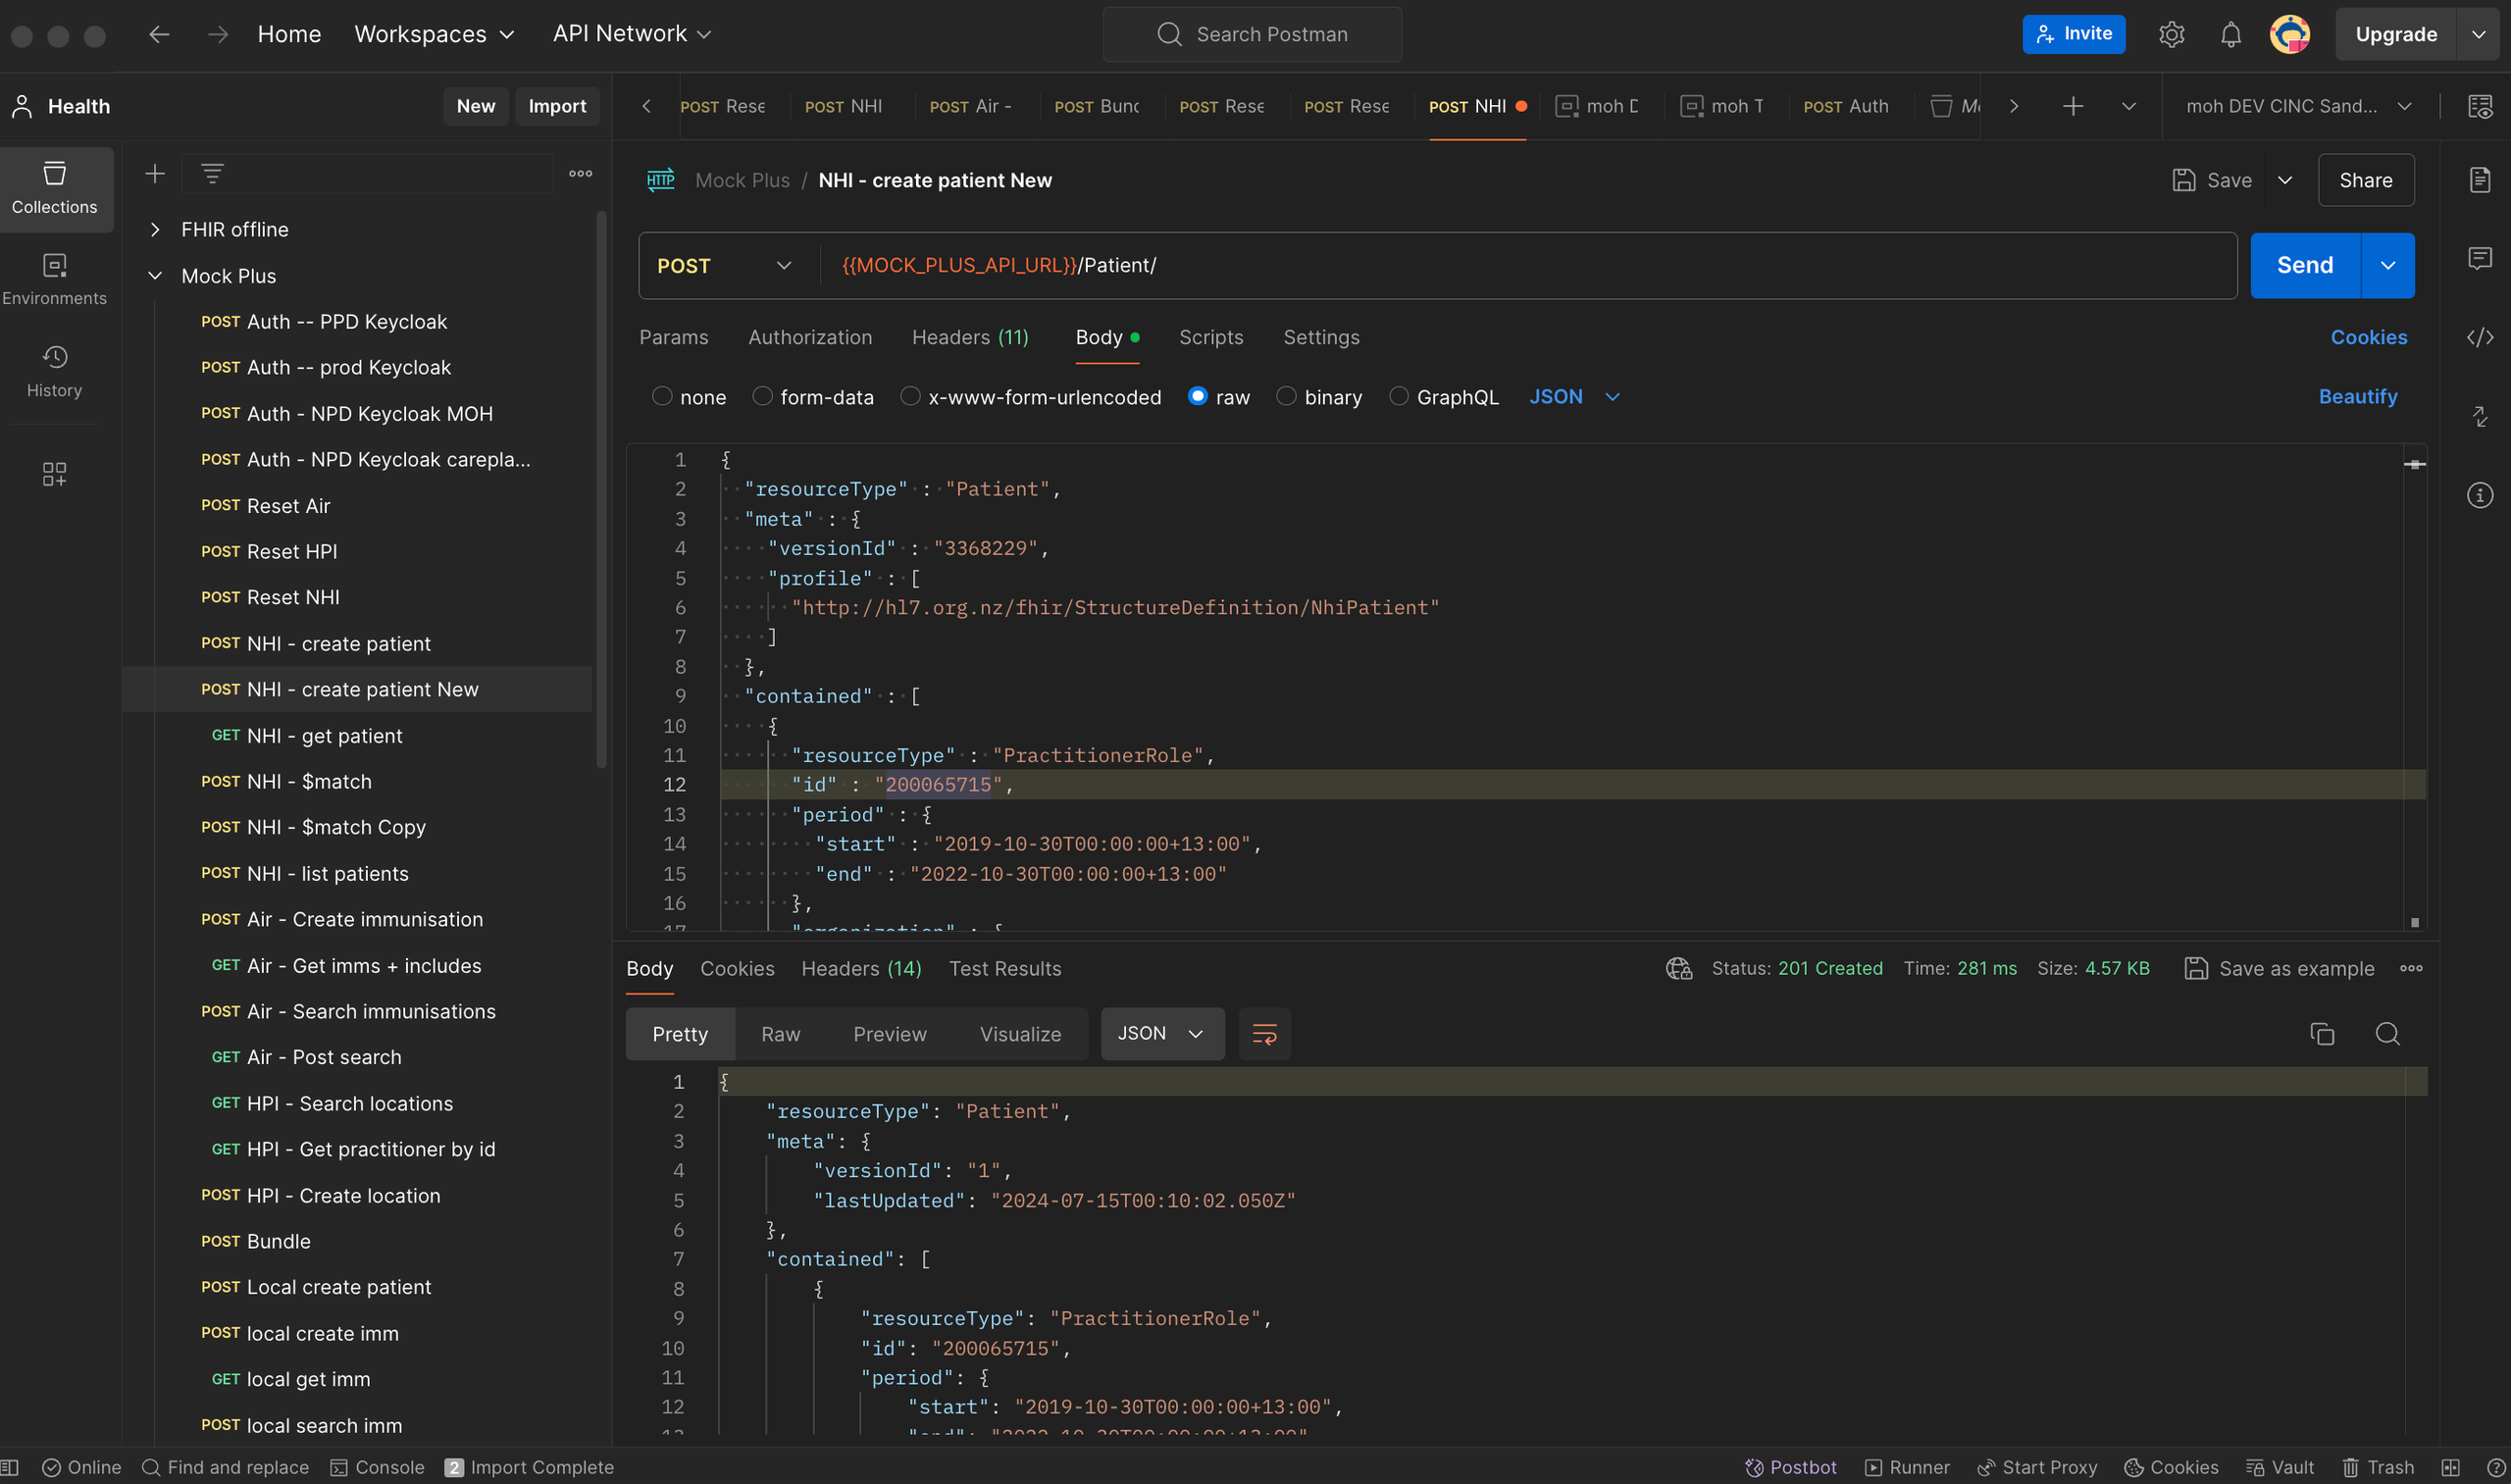 Home Workspaces API Network Search Postman Invite Upgrade
Health New Import
POST Rese POST NHI POST Air - POST Bunc POST Rese POST Rese POST NHI moh D moh T POST Auth moh DEV CINC Sand...
Collections
Environments
History
FHIR offline
Mock Plus
POST Auth -- PPD Keycloak
POST Auth -- prod Keycloak
POST Auth - NPD Keycloak MOH
POST Auth - NPD Keycloak carepla...
POST Reset Air
POST Reset HPI
POST Reset NHI
POST NHI - create patient
POST NHI - create patient New
GET NHI - get patient
POST NHI - $match
POST NHI - $match Copy
POST NHI - list patients
POST Air - Create immunisation
GET Air - Get imms + includes
POST Air - Search immunisations
GET Air - Post search
GET HPI - Search locations
GET HPI - Get practitioner by id
POST HPI - Create location
POST Bundle
POST Local create patient
POST local create imm
GET local get imm
POST local search imm
HTTP Mock Plus / NHI - create patient New Save Share
POST {{MOCK_PLUS_API_URL}}/Patient/ Send
Params Authorization Headers (11) Body Scripts Settings Cookies
none form-data x-www-form-urlencoded raw binary GraphQL JSON Beautify
1 {
2 "resourceType" : "Patient",
3 "meta" : {
4 "versionId" : "3368229",
5 "profile" : [
6 "http://hl7.org.nz/fhir/StructureDefinition/NhiPatient"
7 ]
8 },
9 "contained" : [
10 {
11 "resourceType" : "PractitionerRole",
12 "id" : "200065715",
13 "period" : {
14 "start" : "2019-10-30T00:00:00+13:00",
15 "end" : "2022-10-30T00:00:00+13:00"
16 },
17 "organization" : {
Body Cookies Headers (14) Test Results Status: 201 Created Time: 281 ms Size: 4.57 KB Save as example
Pretty Raw Preview Visualize JSON
1 {
2 "resourceType": "Patient",
3 "meta": {
4 "versionId": "1",
5 "lastUpdated": "2024-07-15T00:10:02.050Z"
6 },
7 "contained": [
8 {
9 "resourceType": "PractitionerRole",
10 "id": "200065715",
11 "period": {
12 "start": "2019-10-30T00:00:00+13:00",
13 "end": "2022-10-30T00:00:00+13:00"
Online Find and replace Console 2 Import Complete Postbot Runner Start Proxy Cookies Vault Trash